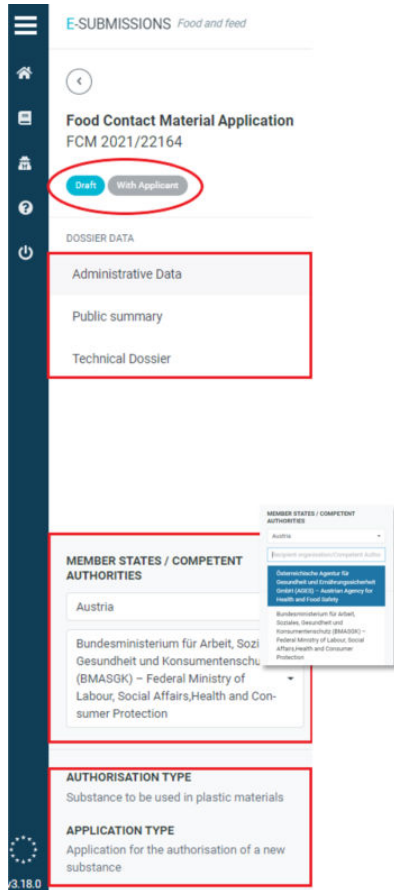 E-SUBMISSIONS Food and feed
Food Contact Material Application
FCM 2021/22164
Draft With Applicant
DOSSIER DATA
Administrative Data
Public summary
Technical Dossier
MEMBER STATES / COMPETENT
AUTHORITIES
Austria
Bundesministerium für Arbeit, Sozi
Gesundheit und Konsumentenschu
(BMASGK) – Federal Ministry of
Labour, Social Affairs,Health and Con-
sumer Protection
MEMBER STATES / COMPETENT
AUTHORITIES
Austria
Recipient organisation/Competent Autho
Österreichische Agentur für
Gesundheit und Ernährungssicherheit
GmbH (AGES) – Austrian Agency for
Health and Food Safety
Bundesministerium für Arbeit,
Soziales, Gesundheit und
Konsumentenschutz (BMASGK) –
Federal Ministry of Labour, Social
Affairs,Health and Consumer
Protection
AUTHORISATION TYPE
Substance to be used in plastic materials
APPLICATION TYPE
Application for the authorisation of a new
substance
v3.18.0